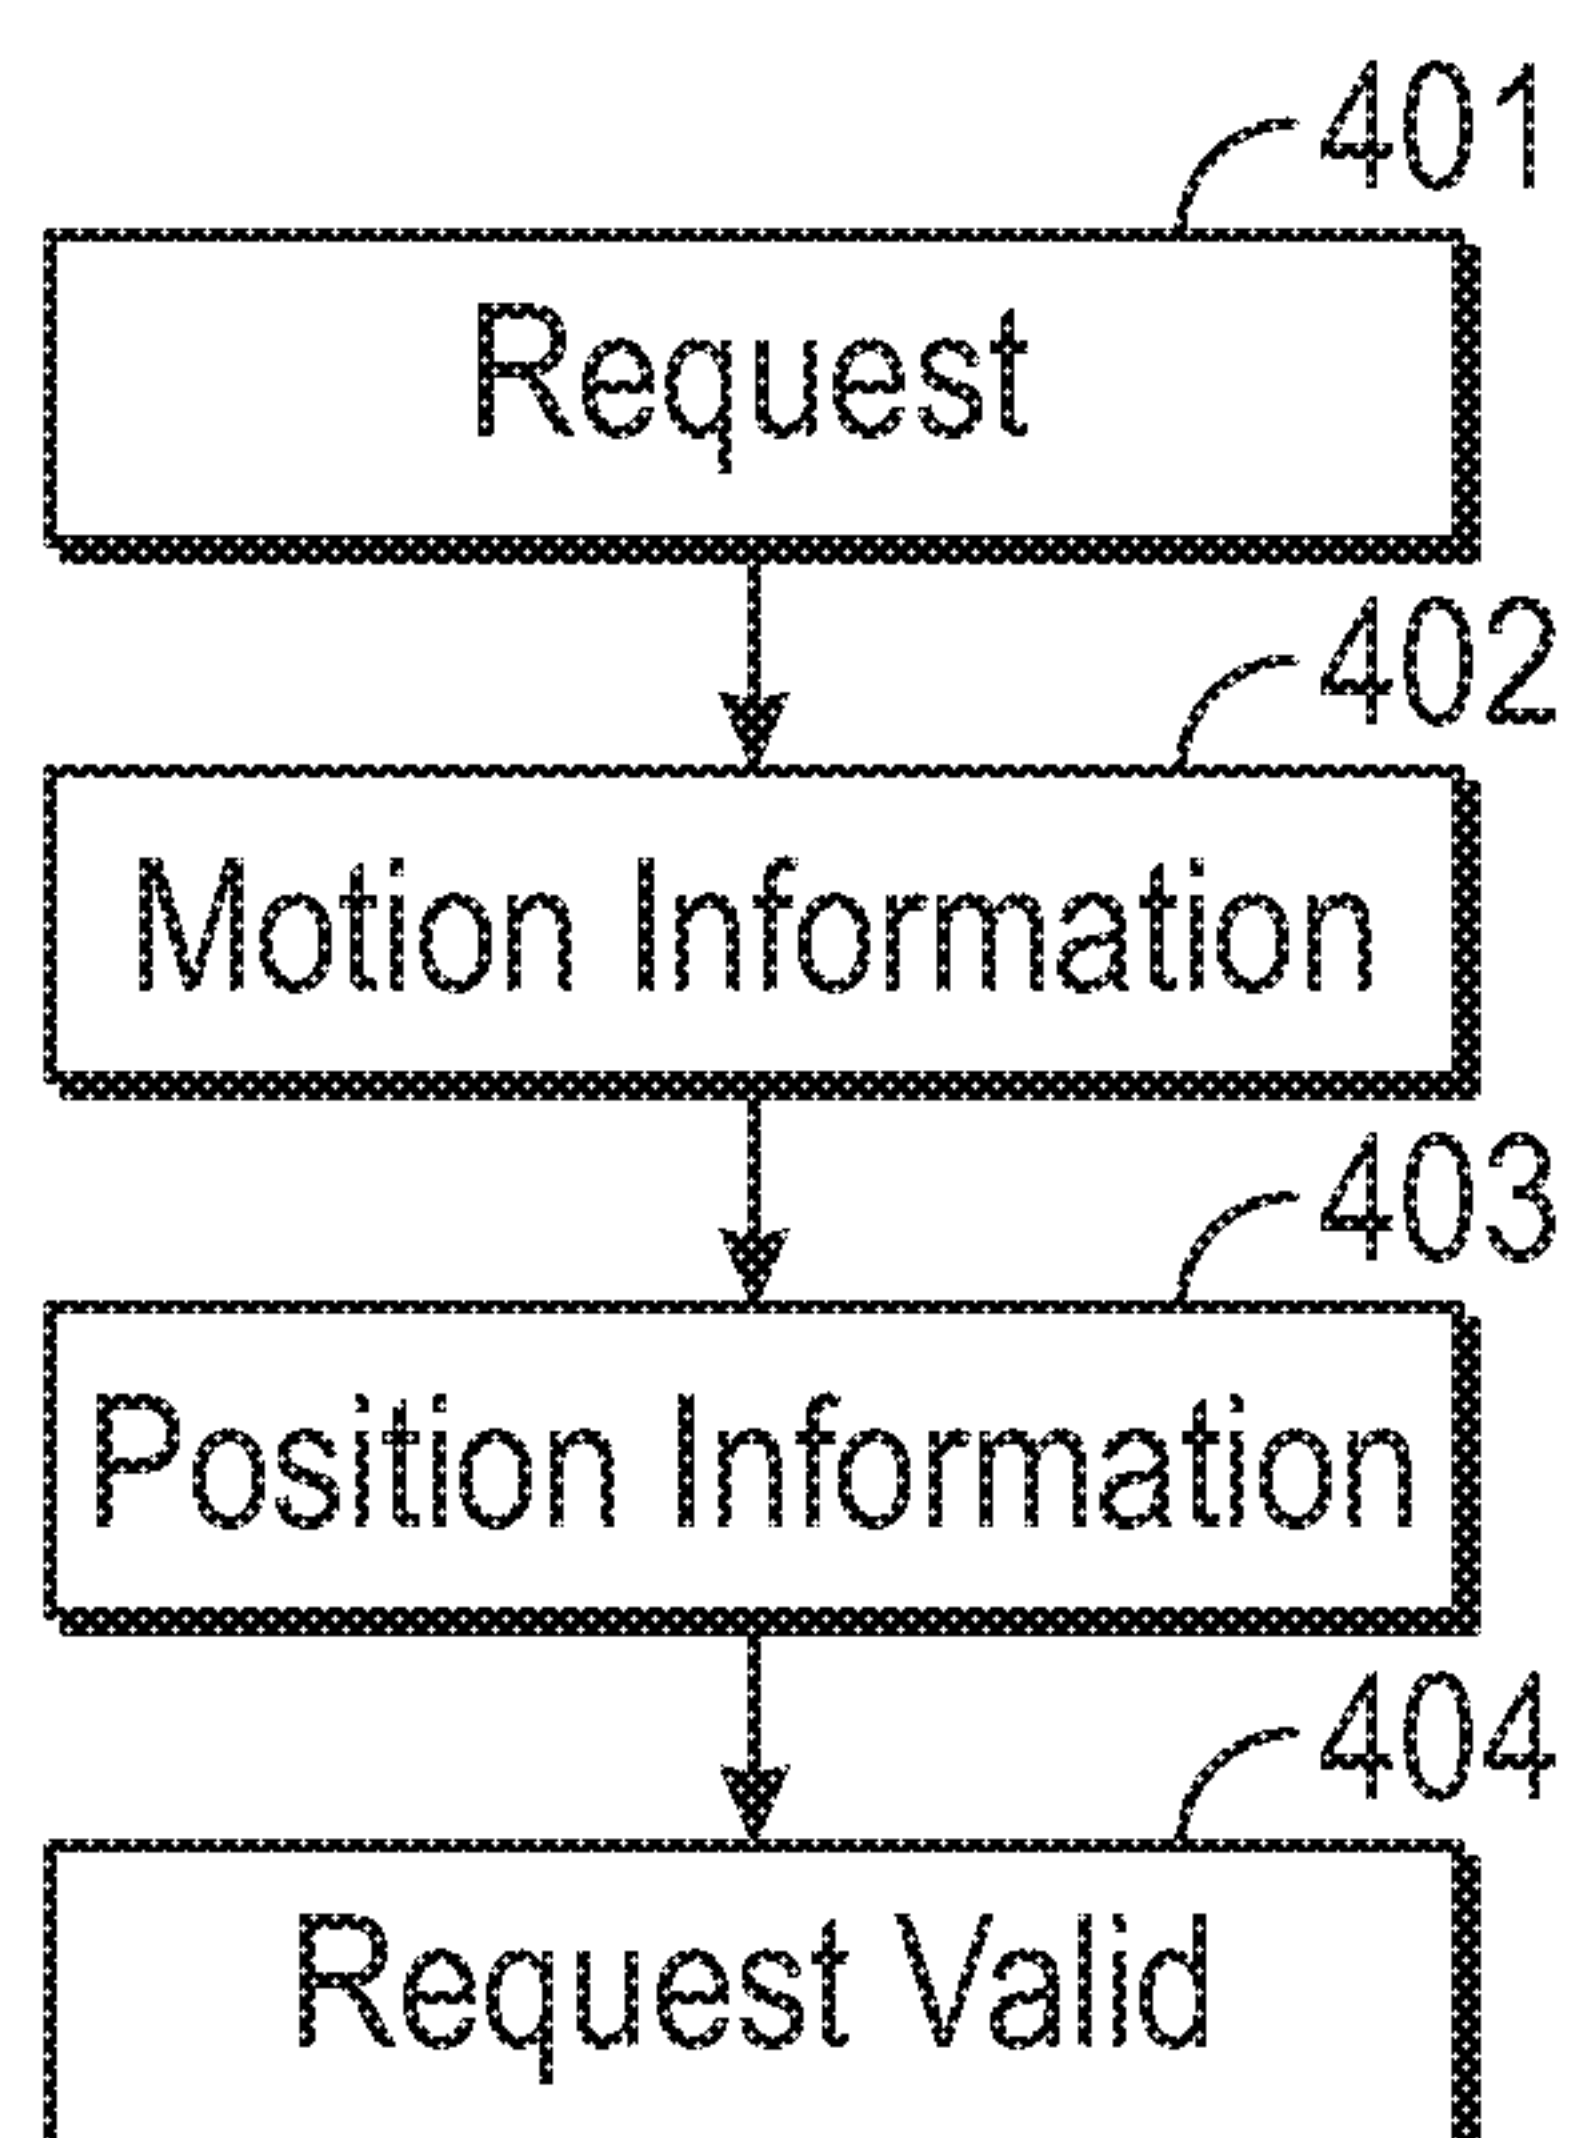 401
Request
402
Motion Information
403
Position Information
404
Request Valid